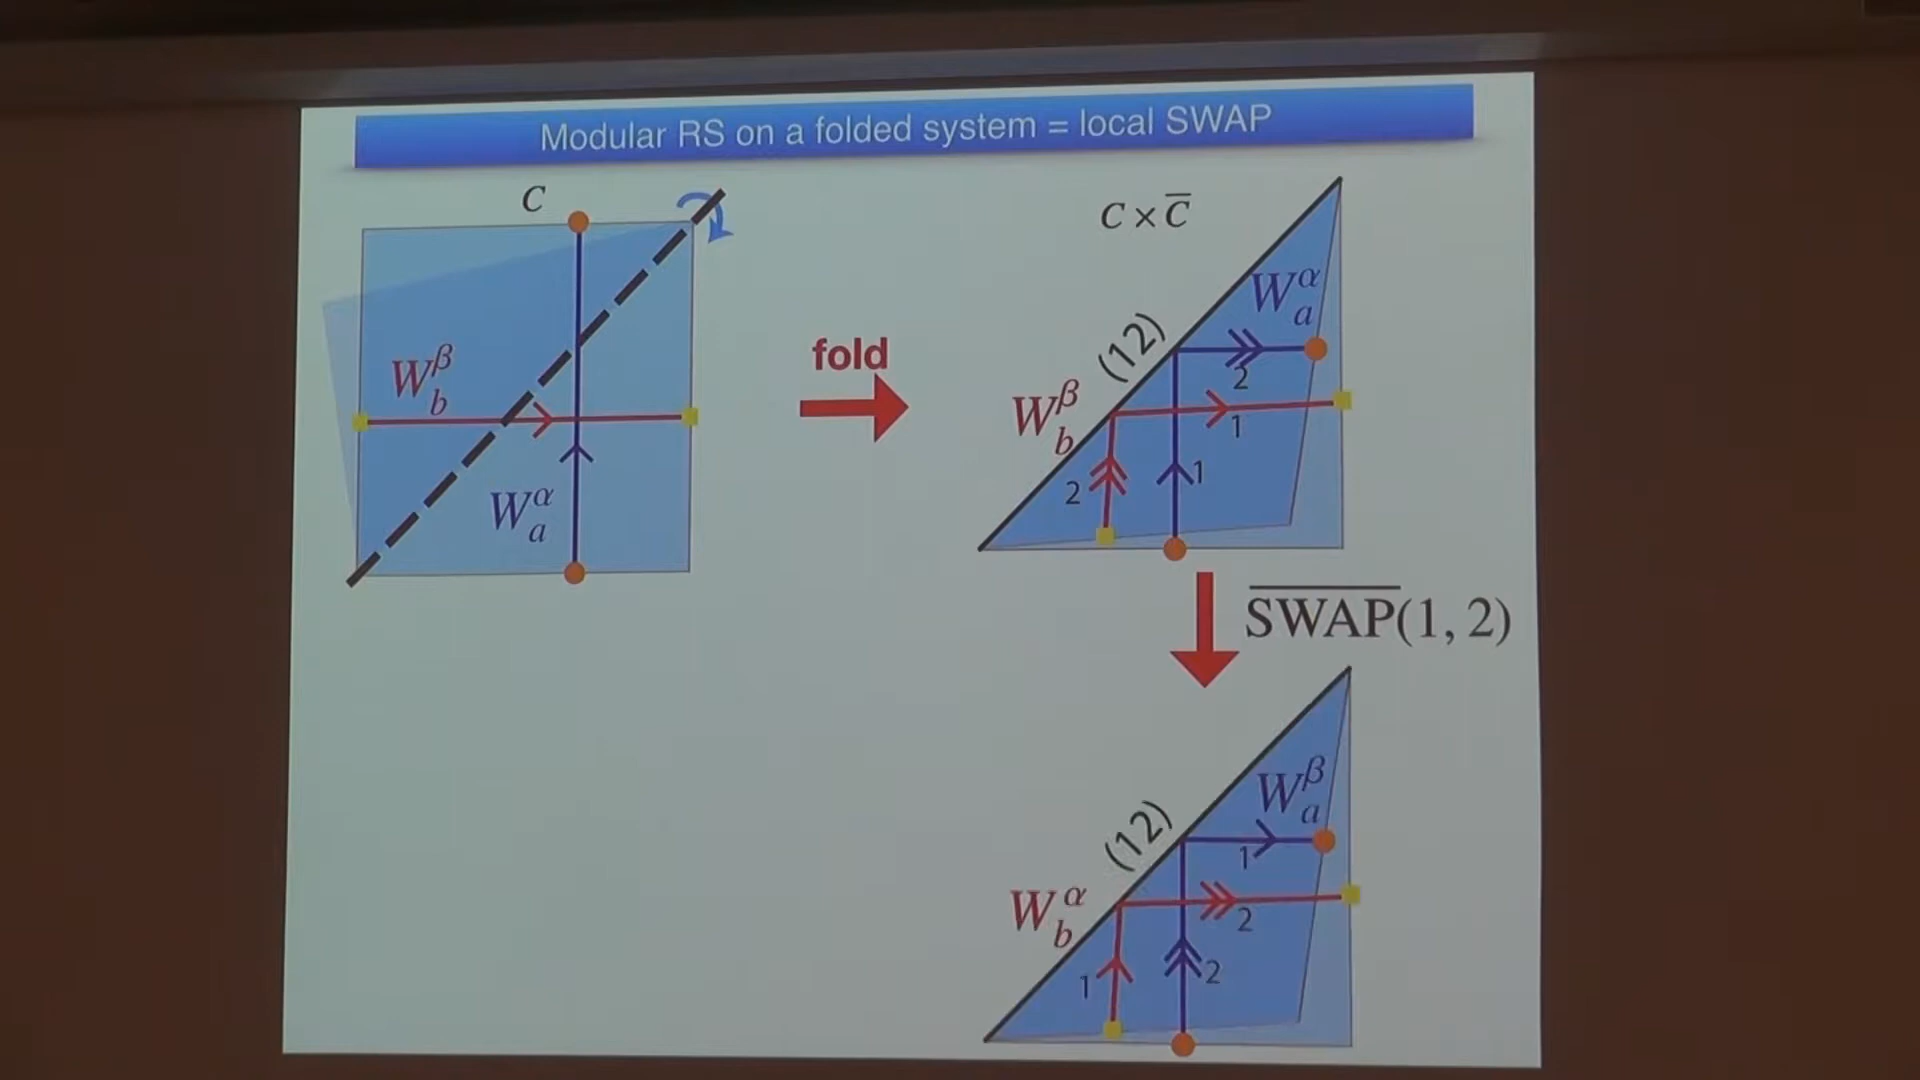 Modular RS on a folded system = local SWAP
C
W_b^β
W_a^α
fold
C × C̅
W_a^α
(12)
2
W_b^β
1
2
1
S̅W̅A̅P̅(1, 2)
W_a^β
(12)
1
W_b^α
2
1
2